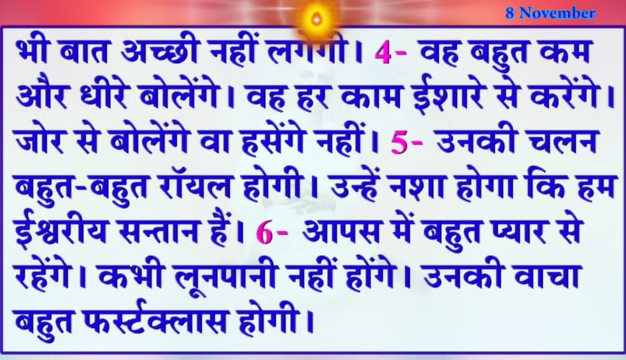 8 November
भी बात अच्छी नहीं लगेगी। 4- वह बहुत कम
और धीरे बोलेंगे। वह हर काम ईशारे से करेंगे।
जोर से बोलेंगे वा हसेंगे नहीं। 5- उनकी चलन
बहुत-बहुत रॉयल होगी। उन्हें नशा होगा कि हम
ईश्वरीय सन्तान हैं। 6- आपस में बहुत प्यार से
रहेंगे। कभी लूनपानी नहीं होंगे। उनकी वाचा
बहुत फर्स्टक्लास होगी।